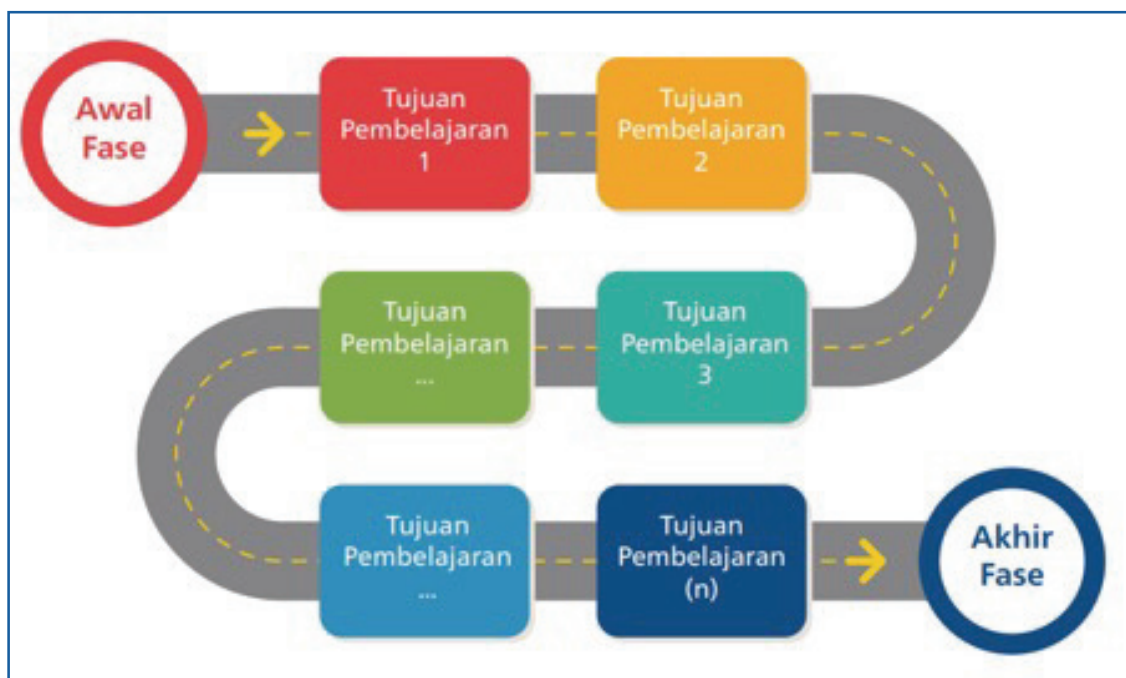 Awal
Fase
Tujuan
Pembelajaran
1
Tujuan
Pembelajaran
2
Tujuan
Pembelajaran
3
Tujuan
Pembelajaran
...
Tujuan
Pembelajaran
...
Tujuan
Pembelajaran
(n)
Akhir
Fase